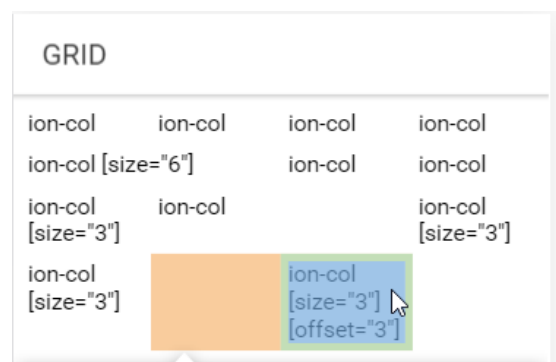 GRID
ion-col ion-col ion-col ion-col
ion-col [size="6"] ion-col ion-col
ion-col ion-col ion-col
[size="3"] [size="3"]
ion-col ion-col
[size="3"] [size="3"]
[offset="3"]